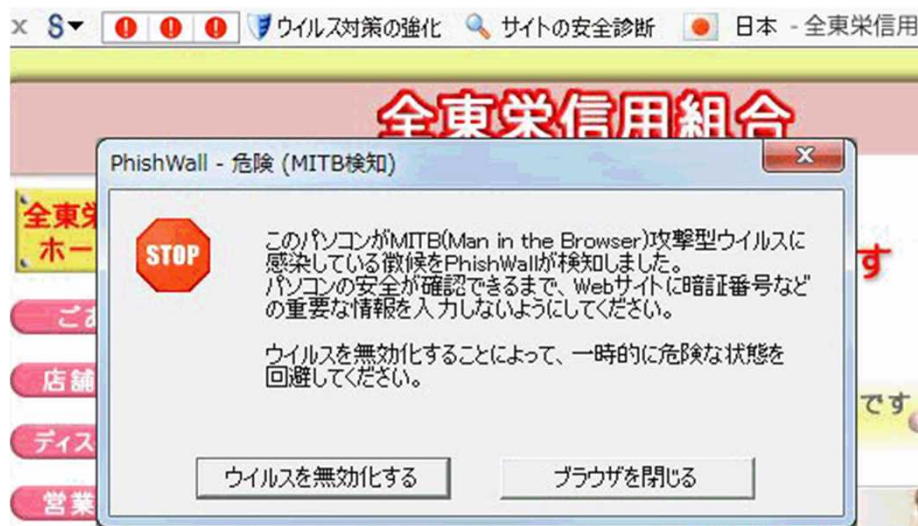 x S▼ ウイルス対策の強化 サイトの安全診断 日本 - 全東栄信用
全東栄信用組合
PhishWall - 危険 (MITB検知)
全東栄
ホー
STOP
このパソコンがMITB(Man in the Browser)攻撃型ウイルスに
感染している徴候をPhishWallが検知しました。
パソコンの安全が確認できるまで、Webサイトに暗証番号など
の重要な情報を入力しないようにしてください。
す
ご
ウイルスを無効化することによって、一時的に危険な状態を
回避してください。
店舗
です
ディス
ウイルスを無効化する ブラウザを閉じる
営業